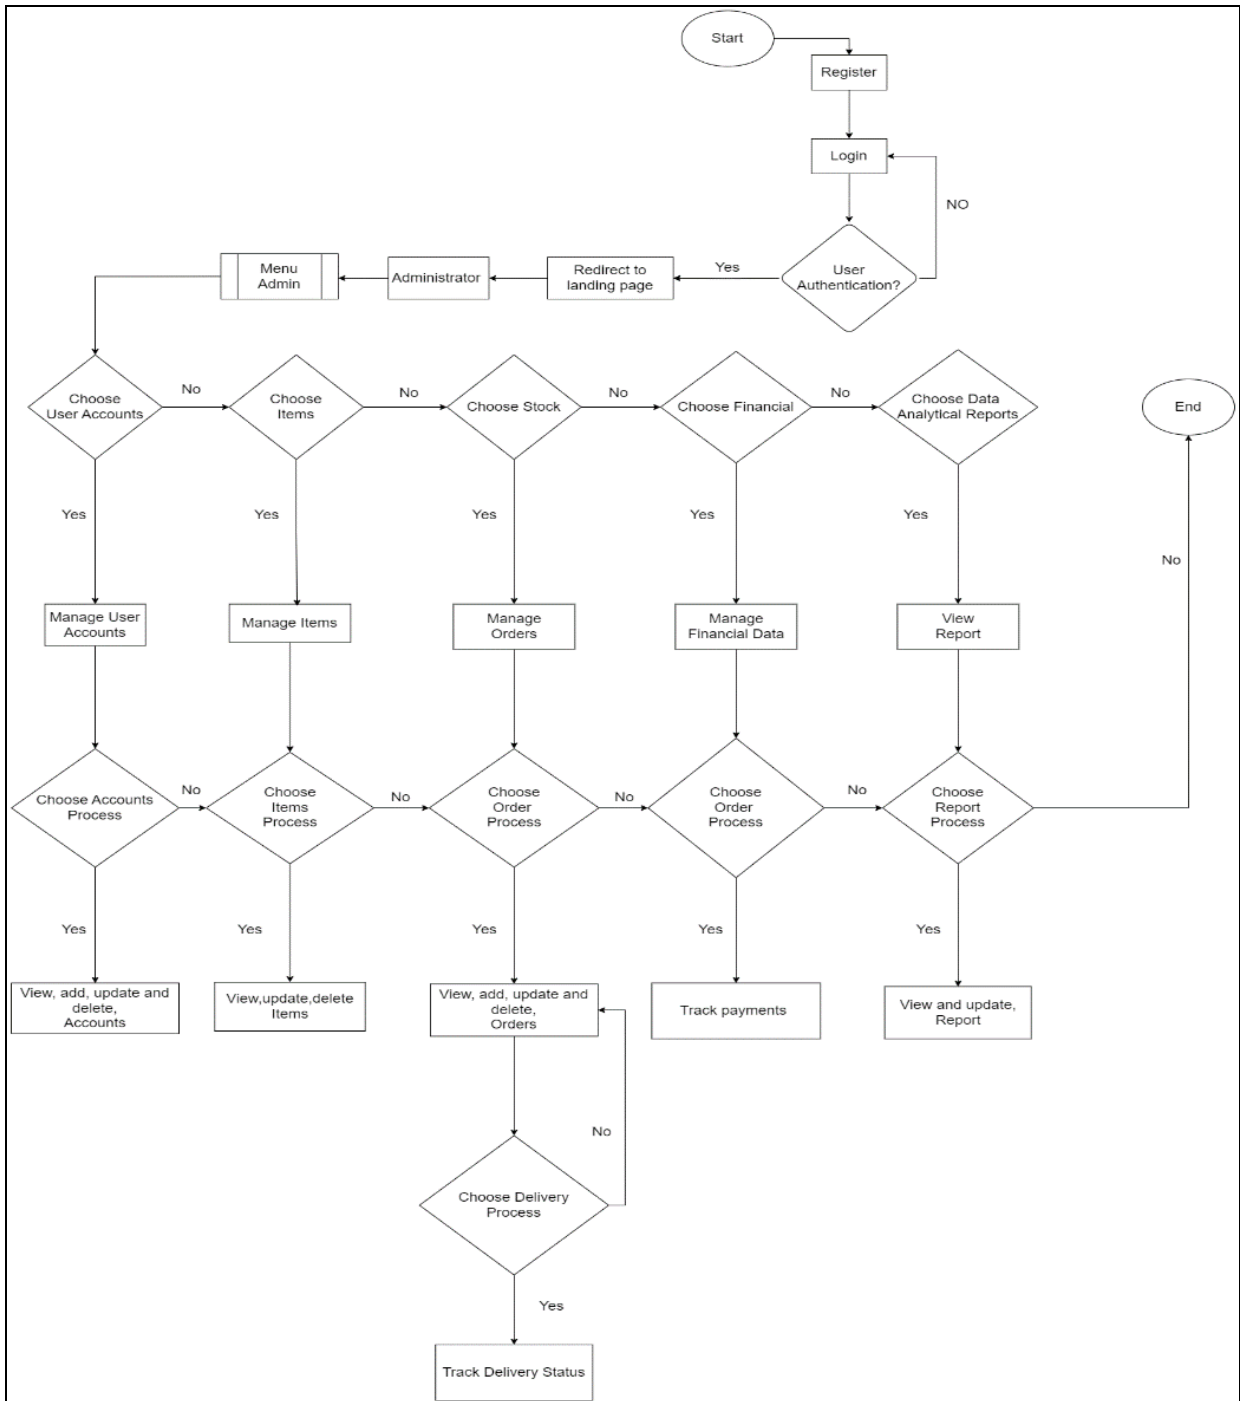 Start
Register
Login
NO
User
Authentication?
Yes
Redirect to
landing page
Administrator
Menu
Admin
Choose
User Accounts
No
Choose
Items
No
Choose Stock
No
Choose Financial
No
Choose Data
Analytical Reports
End
Yes
Yes
Yes
Yes
Yes
No
Manage User
Accounts
Manage Items
Manage
Orders
Manage
Financial Data
View
Report
Choose Accounts
Process
No
Choose
Items
Process
No
Choose
Order
Process
No
Choose
Order
Process
No
Choose
Report
Process
Yes
Yes
Yes
Yes
Yes
View, add, update and
delete,
Accounts
View,update,delete
Items
View, add, update and
delete,
Orders
Track payments
View and update,
Report
No
Choose Delivery
Process
Yes
Track Delivery Status